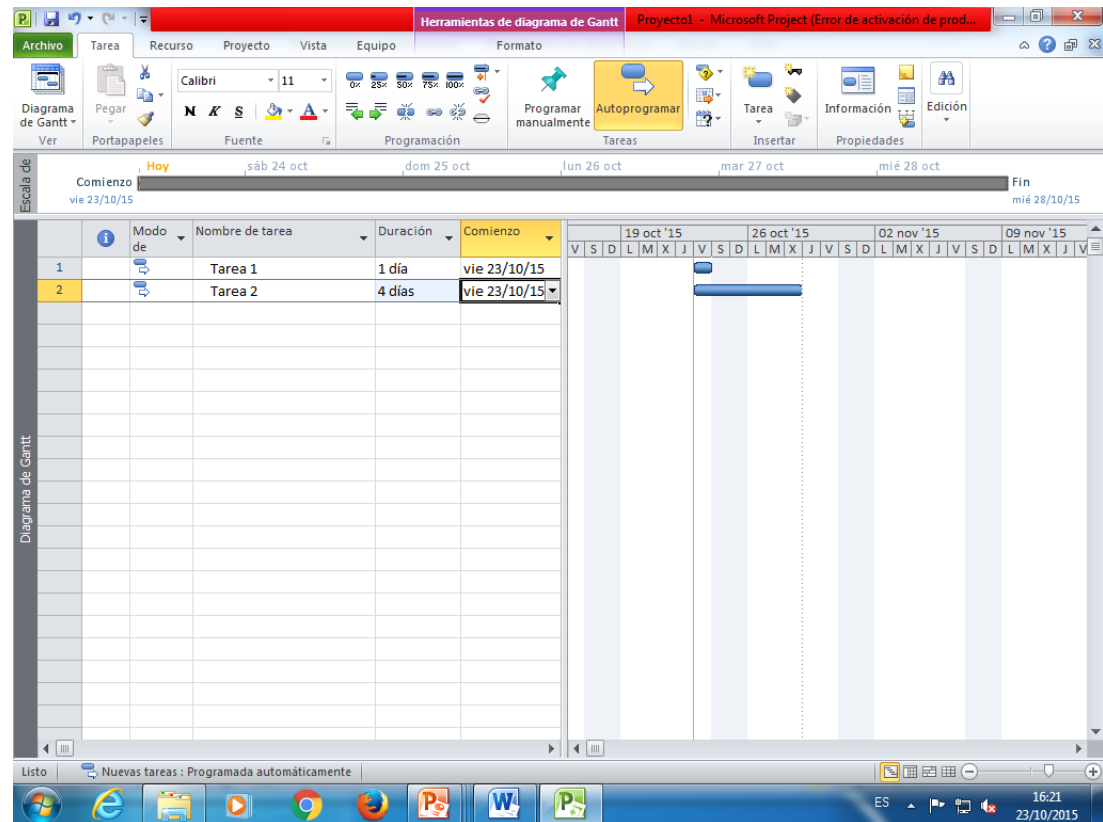 Herramientas de diagrama de Gantt Proyecto1 - Microsoft Project (Error de activación de prod...
Archivo Tarea Recurso Proyecto Vista Equipo Formato
Calibri 11
0% 25% 50% 75% 100%
Diagrama de Gantt
Pegar
N K S A
Programar manualmente
Autoprogramar
Tarea
Información
Edición
Ver Portapapeles Fuente Programación Tareas Insertar Propiedades
Escala de
Hoy sáb 24 oct dom 25 oct lun 26 oct mar 27 oct mié 28 oct
Comienzo Fin
vie 23/10/15 mié 28/10/15
Modo de Nombre de tarea Duración Comienzo
19 oct '15 26 oct '15 02 nov '15 09 nov '15
V S D L M X J V S D L M X J V S D L M X J V S D L M X J V
1 Tarea 1 1 día vie 23/10/15
2 Tarea 2 4 días vie 23/10/15
Diagrama de Gantt
Listo Nuevas tareas : Programada automáticamente
ES 16:21
23/10/2015